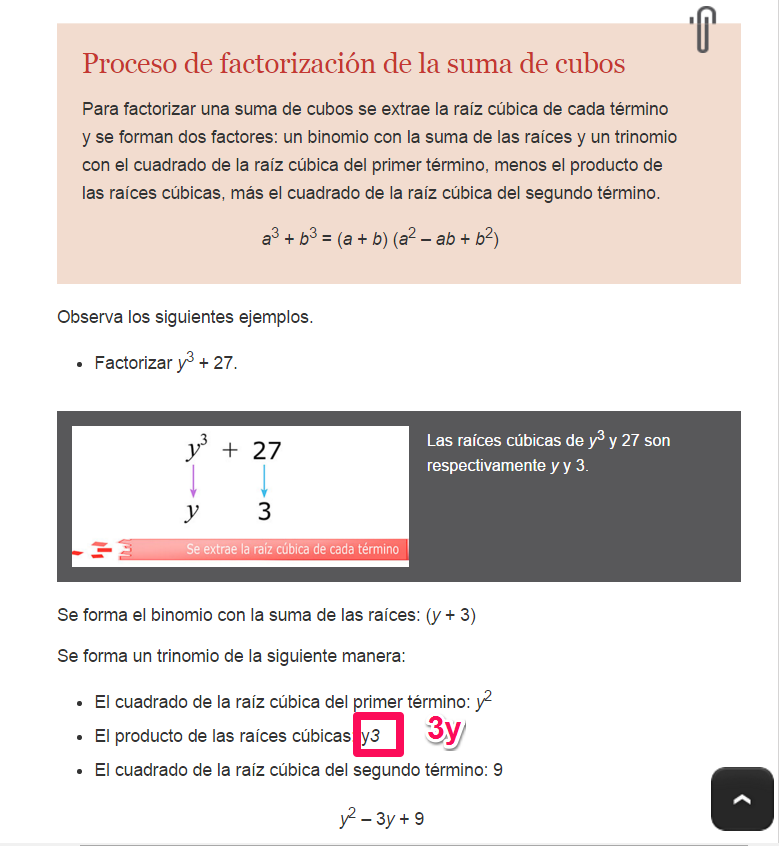 Proceso de factorización de la suma de cubos
Para factorizar una suma de cubos se extrae la raíz cúbica de cada término
y se forman dos factores: un binomio con la suma de las raíces y un trinomio
con el cuadrado de la raíz cúbica del primer término, menos el producto de
las raíces cúbicas, más el cuadrado de la raíz cúbica del segundo término.
a³ + b³ = (a + b) (a² – ab + b²)
Observa los siguientes ejemplos.
• Factorizar y³ + 27.
y³ + 27
y 3
Se extrae la raíz cúbica de cada término
Las raíces cúbicas de y³ y 27 son
respectivamente y y 3.
Se forma el binomio con la suma de las raíces: (y + 3)
Se forma un trinomio de la siguiente manera:
• El cuadrado de la raíz cúbica del primer término: y²
• El producto de las raíces cúbicas: y3 3y
• El cuadrado de la raíz cúbica del segundo término: 9
y² – 3y + 9